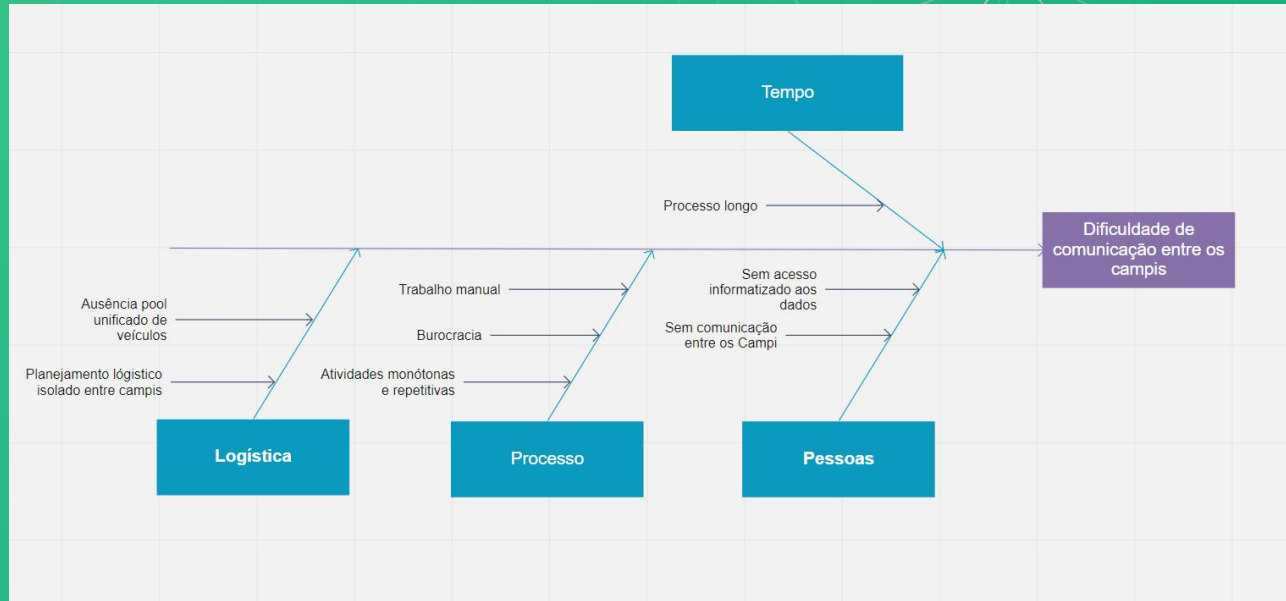 Tempo
Processo longo
Dificuldade de
comunicação entre os
campis
Sem acesso
informatizado aos
dados
Sem comunicação
entre os Campi
Trabalho manual
Burocracia
Atividades monótonas
e repetitivas
Ausência pool
unificado de
veículos
Planejamento lógistico
isolado entre campis
Logística
Processo
Pessoas